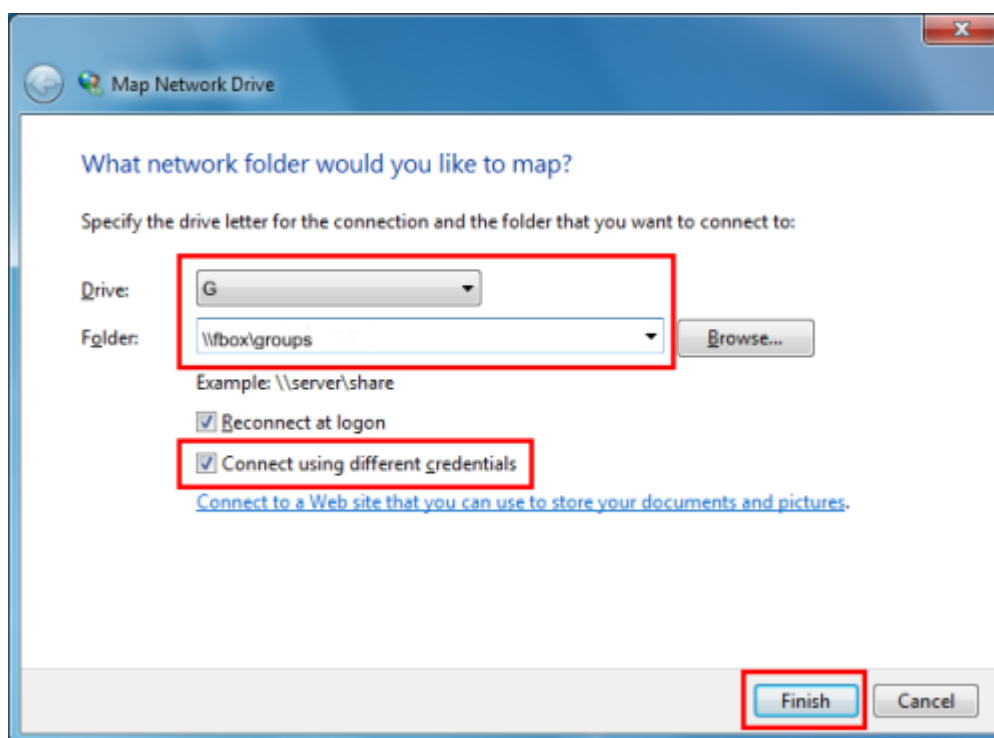 Map Network Drive
What network folder would you like to map?
Specify the drive letter for the connection and the folder that you want to connect to:
Drive: G
Folder: \\fbox\groups Browse...
Example: \\server\share
Reconnect at logon
Connect using different credentials
Connect to a Web site that you can use to store your documents and pictures.
Finish Cancel